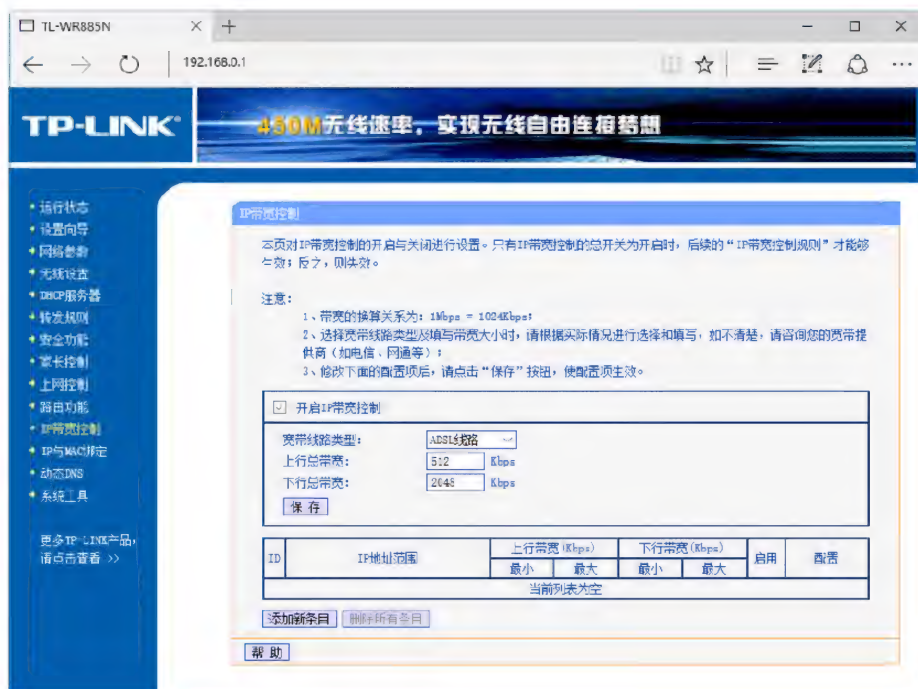 TL-WR885N
192.168.0.1
TP-LINK®
450M无线速率，实现无线自由连接梦想
运行状态
设置向导
网络参数
无线设置
DHCP服务器
转发规则
安全功能
家长控制
上网控制
路由功能
IP带宽控制
IP与MAC绑定
动态DNS
系统工具
更多TP-LINK产品，
请点击查看 >>
IP带宽控制
本页对IP带宽控制的开启与关闭进行设置。只有IP带宽控制的总开关为开启时，后续的“IP带宽控制规则”才能够
生效；反之，则失效。
注意：
1、带宽的换算关系为：1Mbps = 1024Kbps；
2、选择宽带线路类型及填写带宽大小时，请根据实际情况进行选择和填写，如不清楚，请咨询您的宽带提
供商（如电信、网通等）；
3、修改下面的配置项后，请点击“保存”按钮，使配置项生效。
开启IP带宽控制
宽带线路类型： ADSL线路
上行总带宽： 512 Kbps
下行总带宽： 2048 Kbps
保 存
ID IP地址范围 上行带宽(Kbps) 下行带宽(Kbps) 启用 配置
最小 最大 最小 最大
当前列表为空
添加新条目 删除所有条目
帮 助